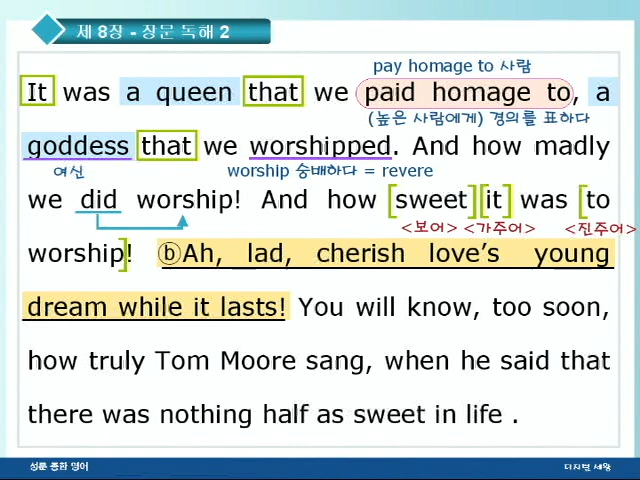 제 8장 - 장문 독해 2
pay homage to 사람
It was a queen that we paid homage to, a
(높은 사람에게) 경의를 표하다
goddess that we worshipped. And how madly
여신 worship 숭배하다 = revere
we did worship! And how [sweet][it] was [to
<보어> <가주어> <진주어>
worship]! ⓑAh, lad, cherish love's young
dream while it lasts! You will know, too soon,
how truly Tom Moore sang, when he said that
there was nothing half as sweet in life .
성문 종합 영어 디지털 세왕